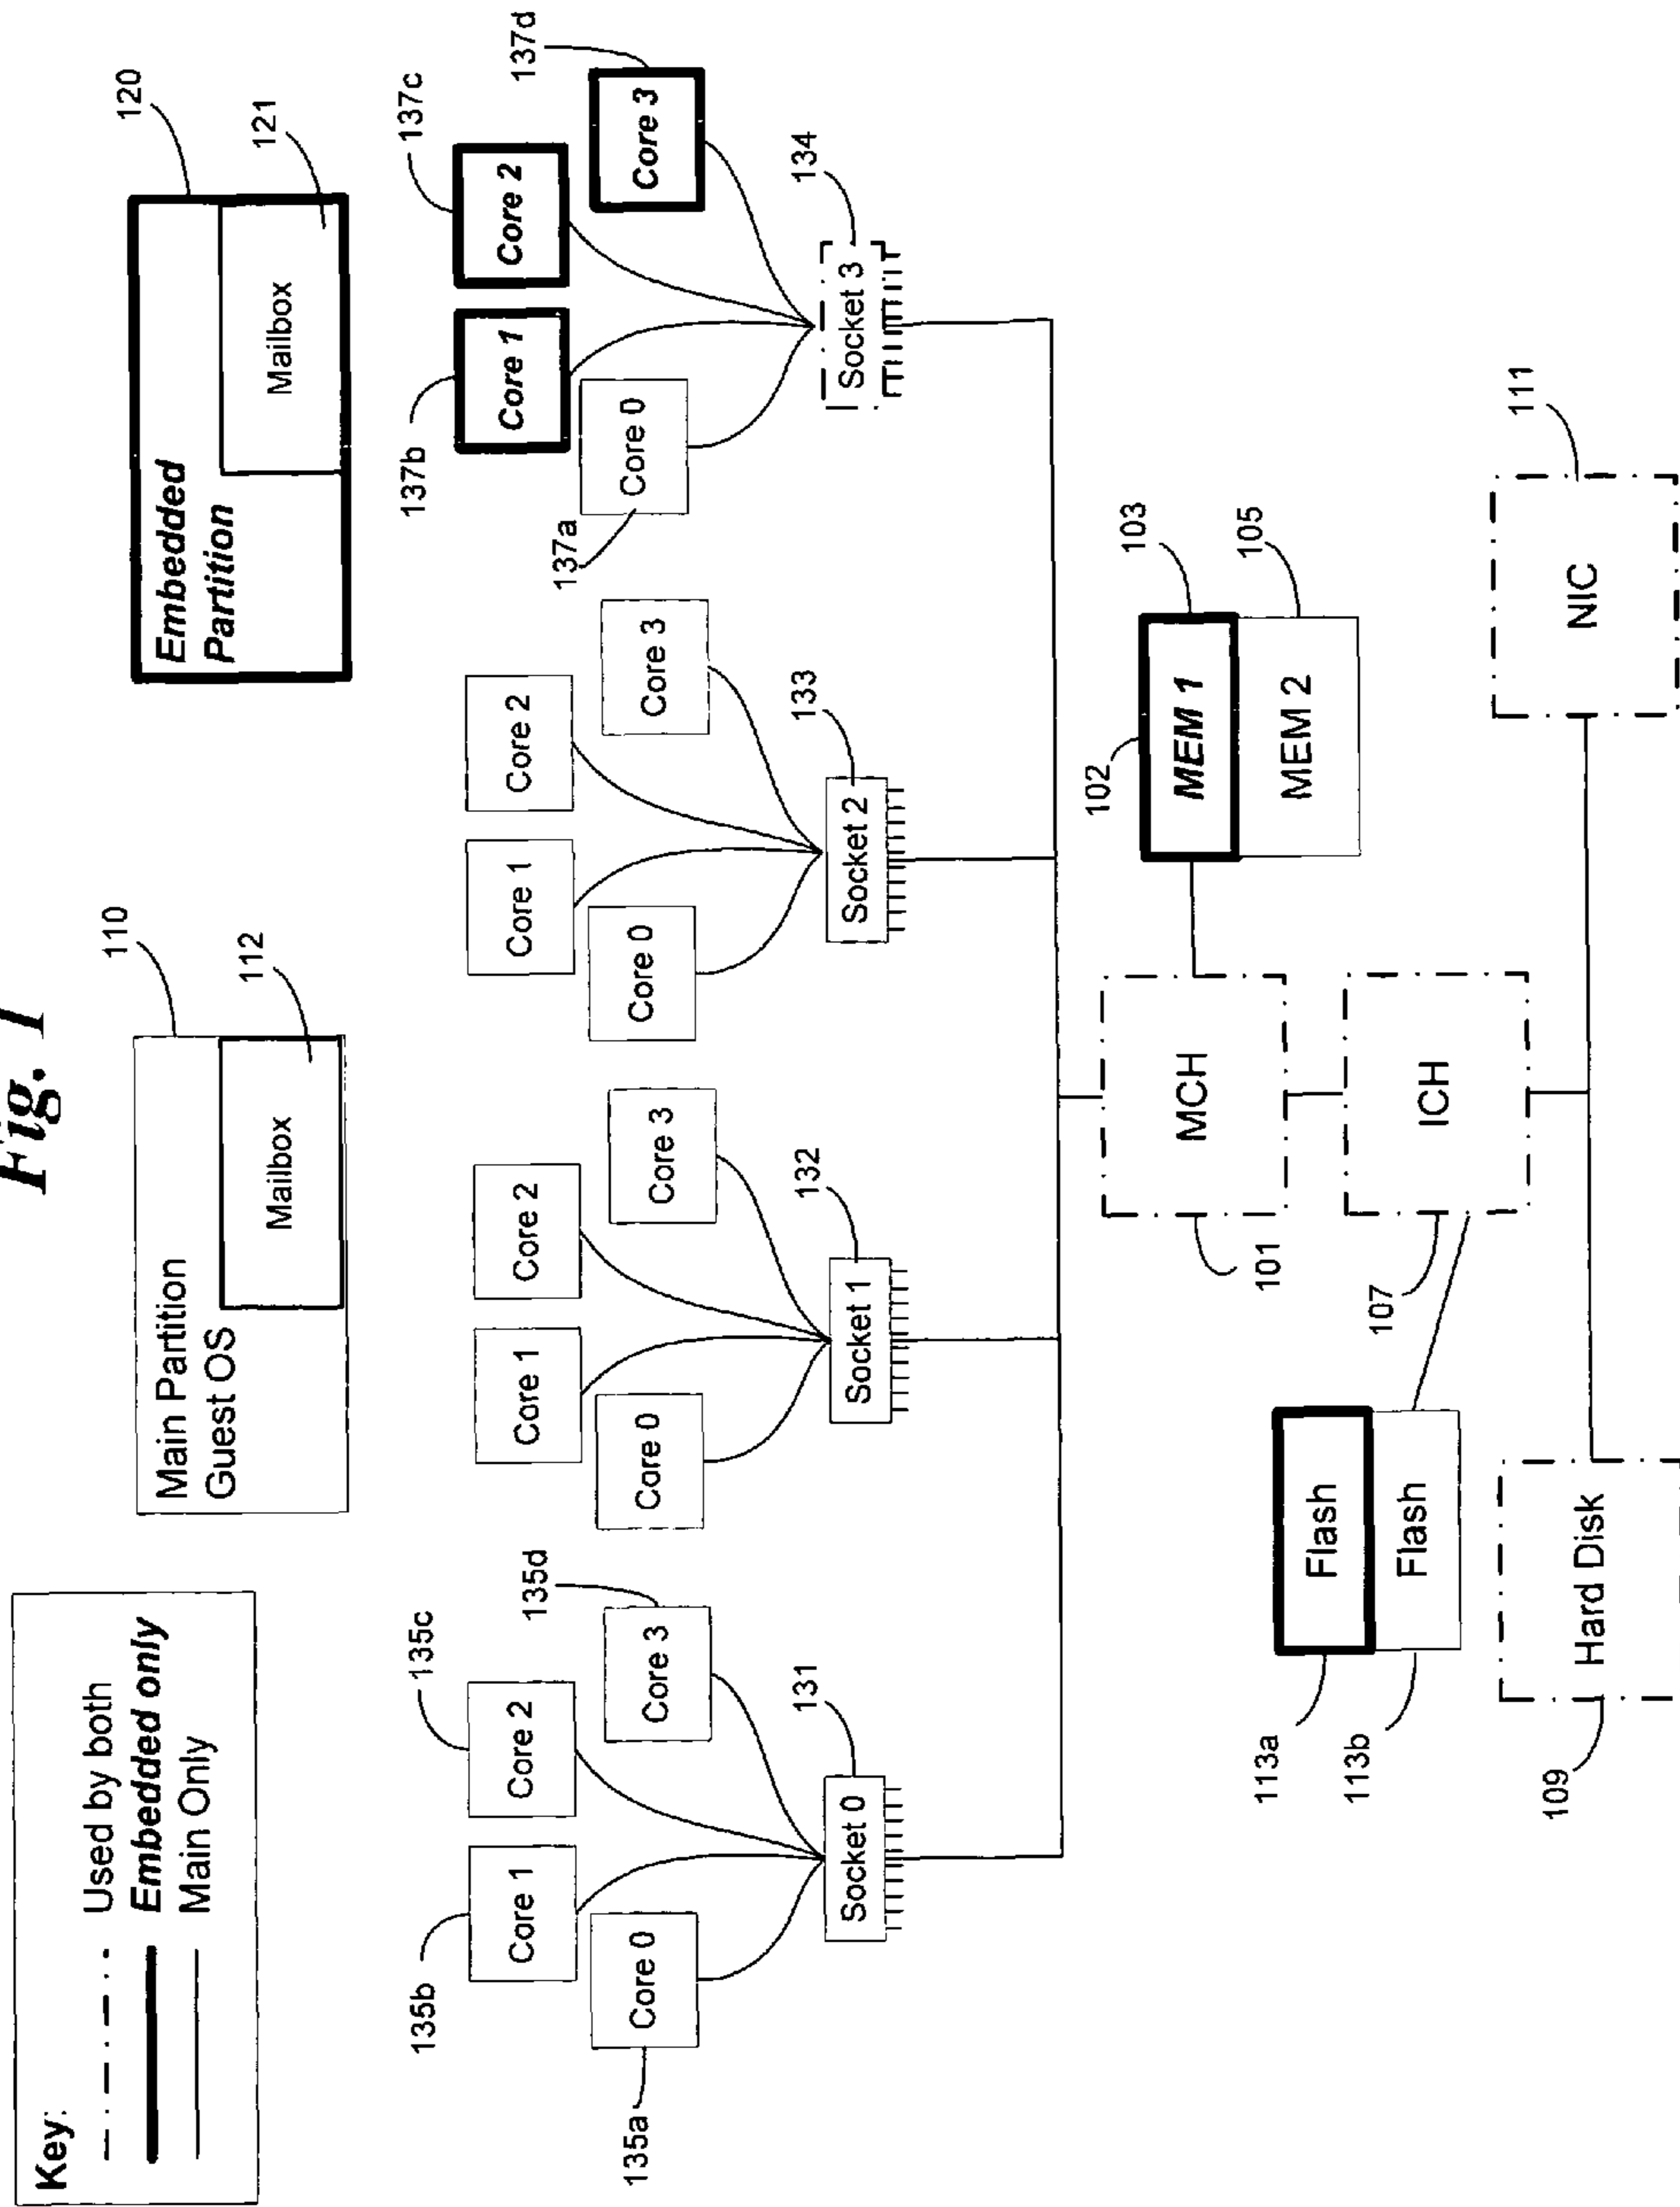 Fig. 1
Key:
Used by both
Embedded only
Main Only
Main Partition
Guest OS
Mailbox
110
112
Embedded
Partition
Mailbox
120
121
135a
135b
135c
135d
Core 0
Core 1
Core 2
Core 3
Socket 0
131
Core 0
Core 1
Core 2
Core 3
Socket 1
132
Core 0
Core 1
Core 2
Core 3
Socket 2
133
137a
137b
137c
137d
Core 0
Core 1
Core 2
Core 3
Socket 3
134
MCH
101
102
MEM 1
103
MEM 2
105
ICH
107
113a
Flash
113b
Flash
109
Hard Disk
NIC
111